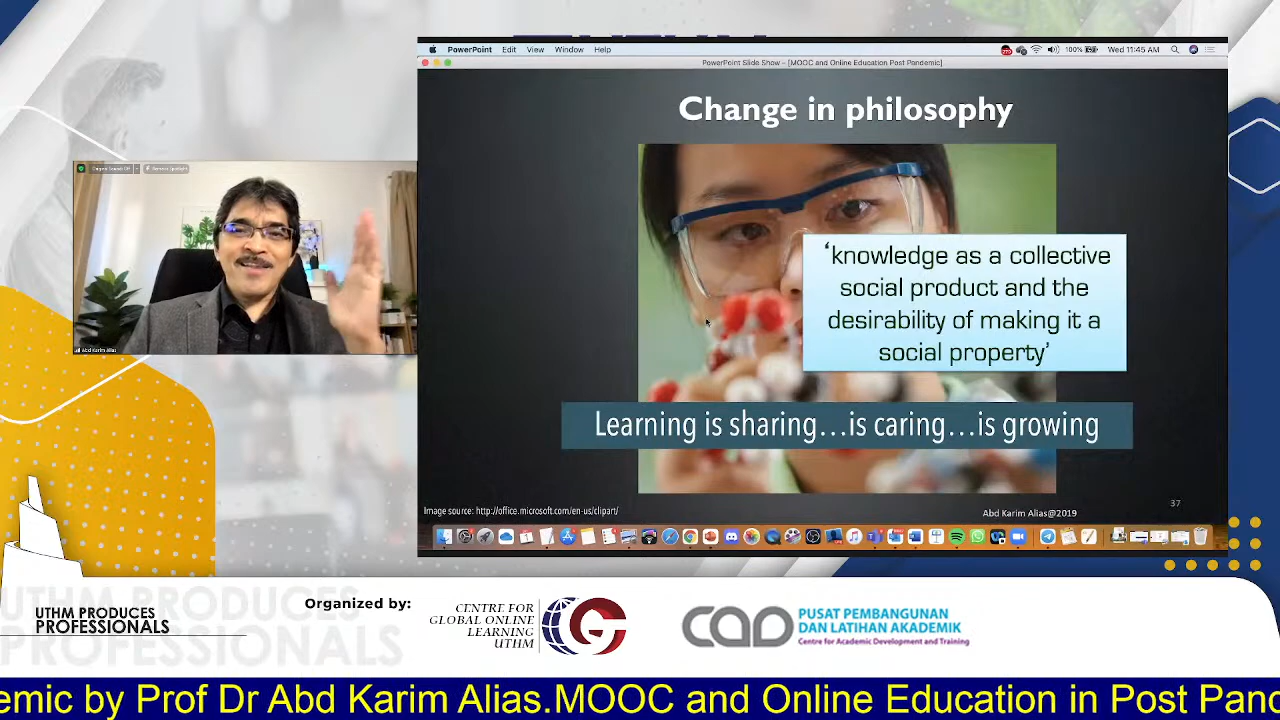 PowerPoint Edit View Window Help
100%
Wed 11:45 AM
PowerPoint Slide Show - [MOOC and Online Education Post Pandemic]
Change in philosophy
‘knowledge as a collective
social product and the
desirability of making it a
social property’
Learning is sharing...is caring...is growing
Image source: http://office.microsoft.com/en-us/clipart/
Abd Karim Alias@2019
37
Abd Karim Alias
UTHM PRODUCES
PROFESSIONALS
Organized by:
CENTRE FOR
GLOBAL ONLINE
LEARNING
UTHM
G
CAD
PUSAT PEMBANGUNAN
DAN LATIHAN AKADEMIK
Centre for Academic Development and Training
emic by Prof Dr Abd Karim Alias.MOOC and Online Education in Post Pand